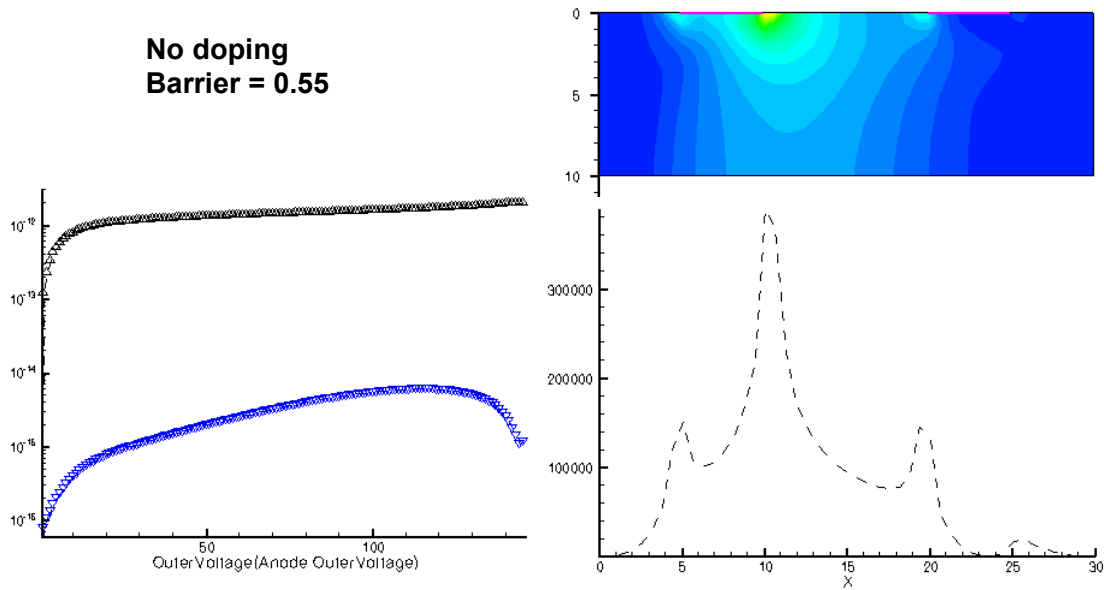 No doping
Barrier = 0.55
0
5
10
10⁻¹²
10⁻¹³
10⁻¹⁴
10⁻¹⁵
10⁻¹⁶
50 100
OuterVoltage(Anode OuterVoltage)
300000
200000
100000
0 5 10 15 20 25 30
X